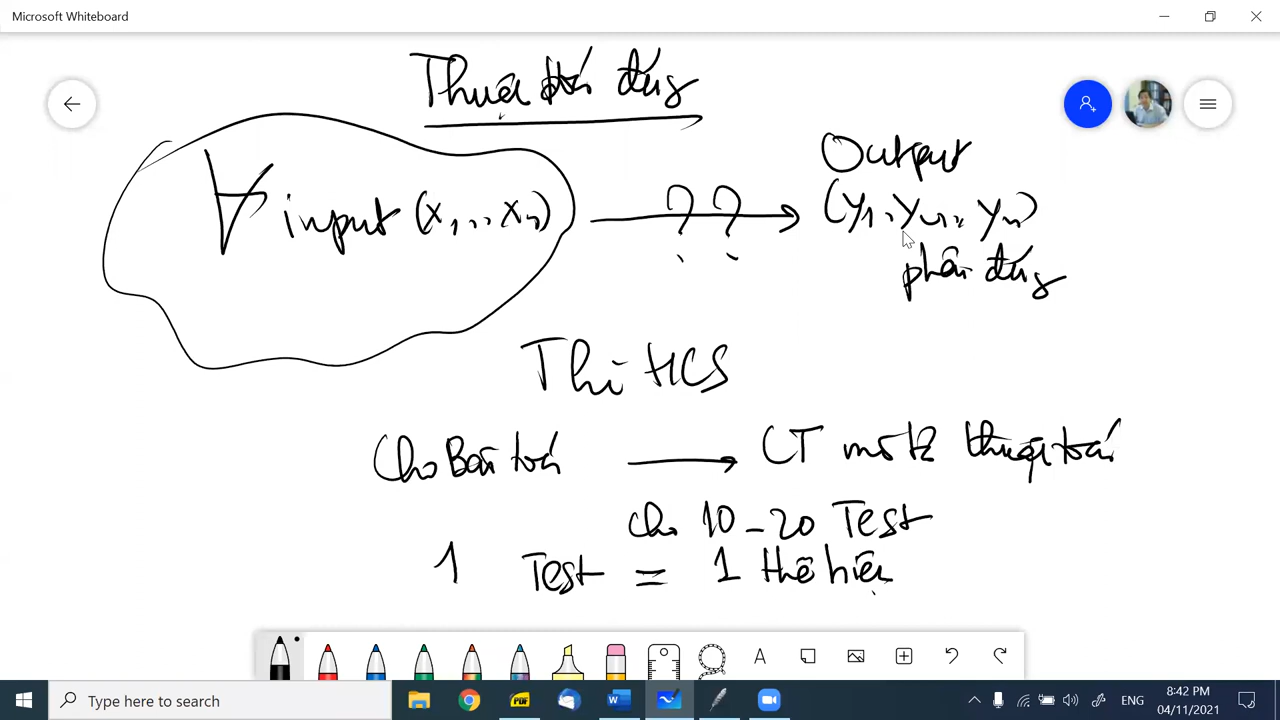 Microsoft Whiteboard
Thuật toán đúng
∀ input (x1,.. xn) ?? Output
(y1, y2,., yn)
phải đúng
Thi HCS
Cho Bài toán → CT mô tả thuật toán
cho 10-20 Test
1 Test = 1 thể hiện
Type here to search
ENG
8:42 PM
04/11/2021